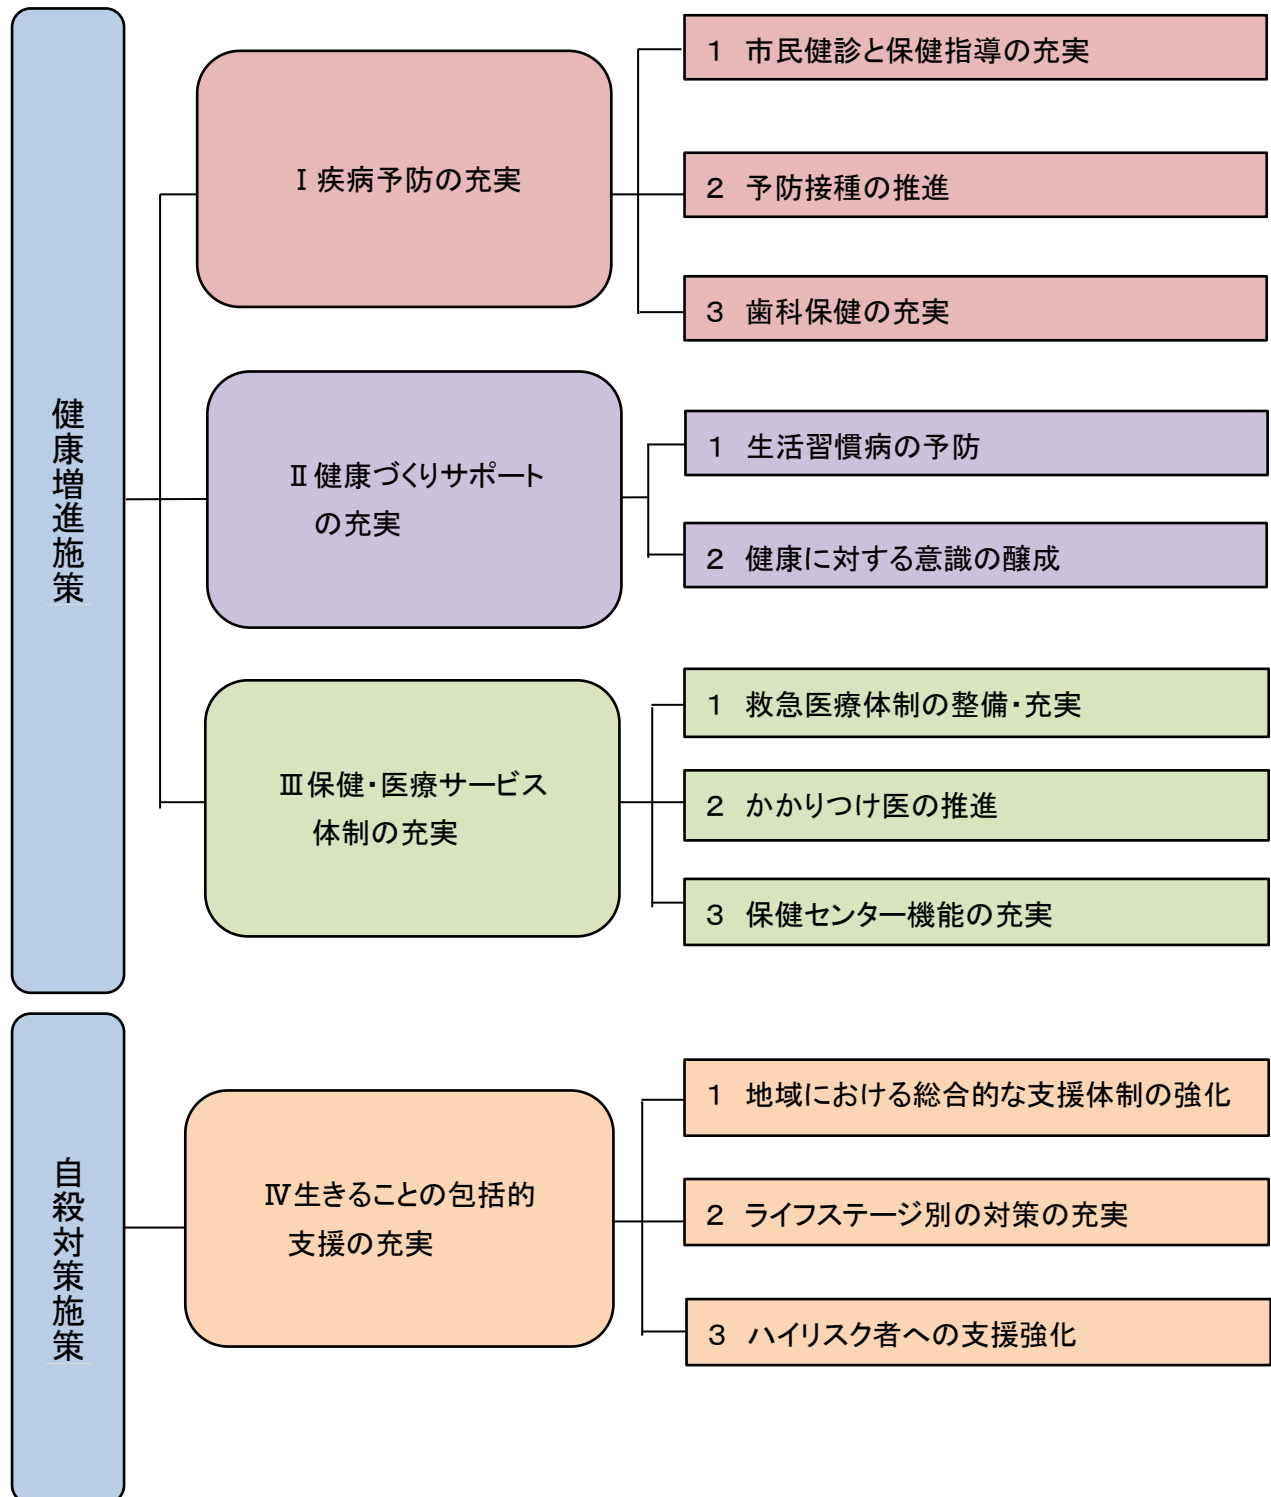 健康増進施策
Ⅰ 疾病予防の充実
１ 市民健診と保健指導の充実
２ 予防接種の推進
３ 歯科保健の充実
Ⅱ 健康づくりサポート
の充実
１ 生活習慣病の予防
２ 健康に対する意識の醸成
Ⅲ 保健・医療サービス
体制の充実
１ 救急医療体制の整備・充実
２ かかりつけ医の推進
３ 保健センター機能の充実
自殺対策施策
Ⅳ 生きることの包括的
支援の充実
１ 地域における総合的な支援体制の強化
２ ライフステージ別の対策の充実
３ ハイリスク者への支援強化